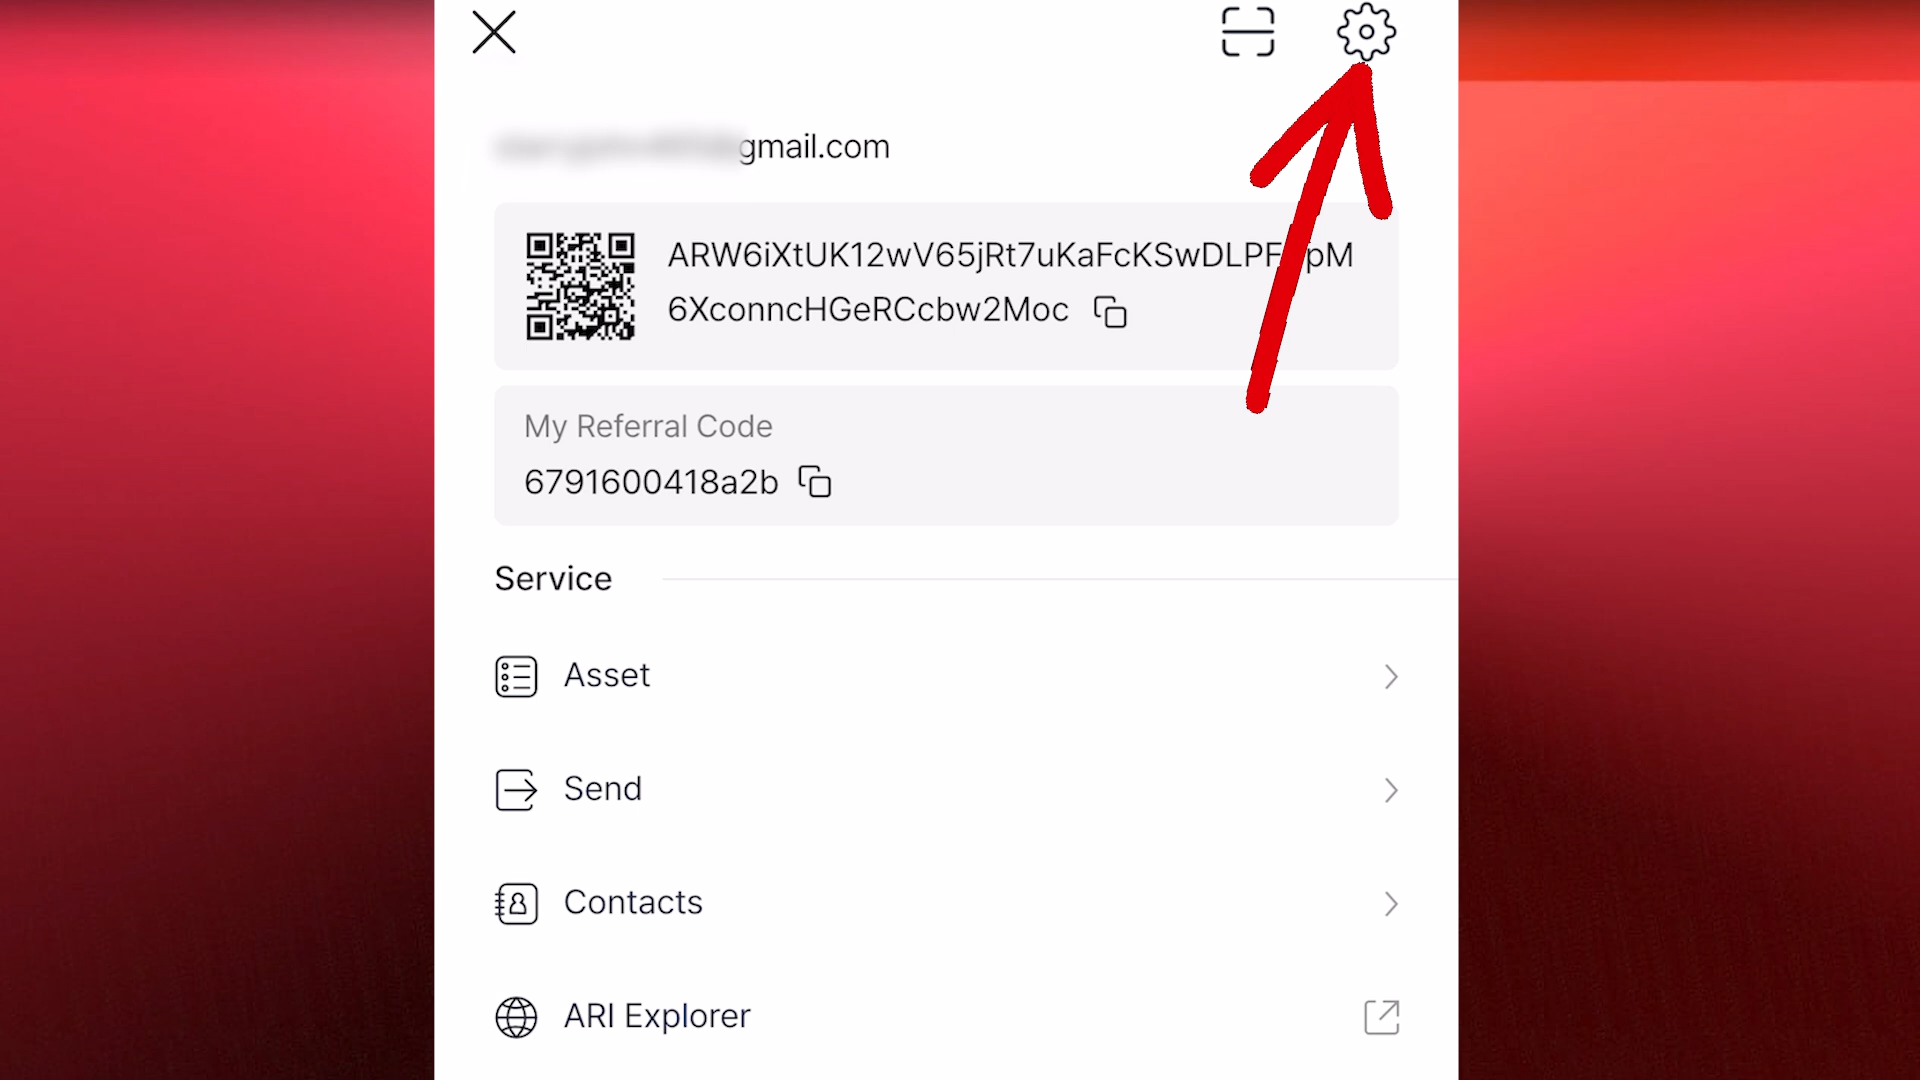 gmail.com
ARW6iXtUK12wV65jRt7uKaFcKSwDLPF pM
6XconncHGeRCcbw2Moc
My Referral Code
6791600418a2b
Service
Asset
Send
Contacts
ARI Explorer